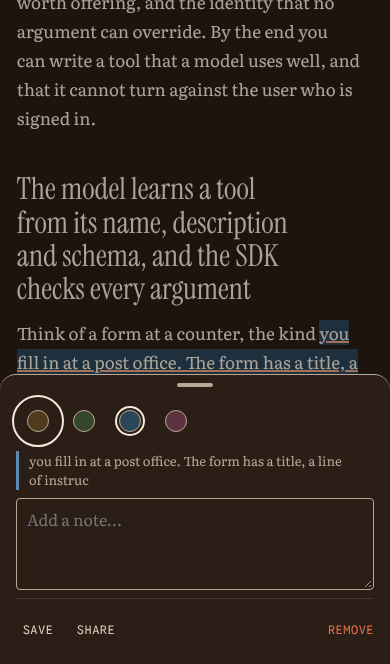 worth offering, and the identity that no
argument can override. By the end you
can write a tool that a model uses well, and
that it cannot turn against the user who is
signed in.
The model learns a tool
from its name, description
and schema, and the SDK
checks every argument
Think of a form at a counter, the kind you
fill in at a post office. The form has a title, a
you fill in at a post office. The form has a title, a line
of instruc
Add a note...
SAVE
SHARE
REMOVE